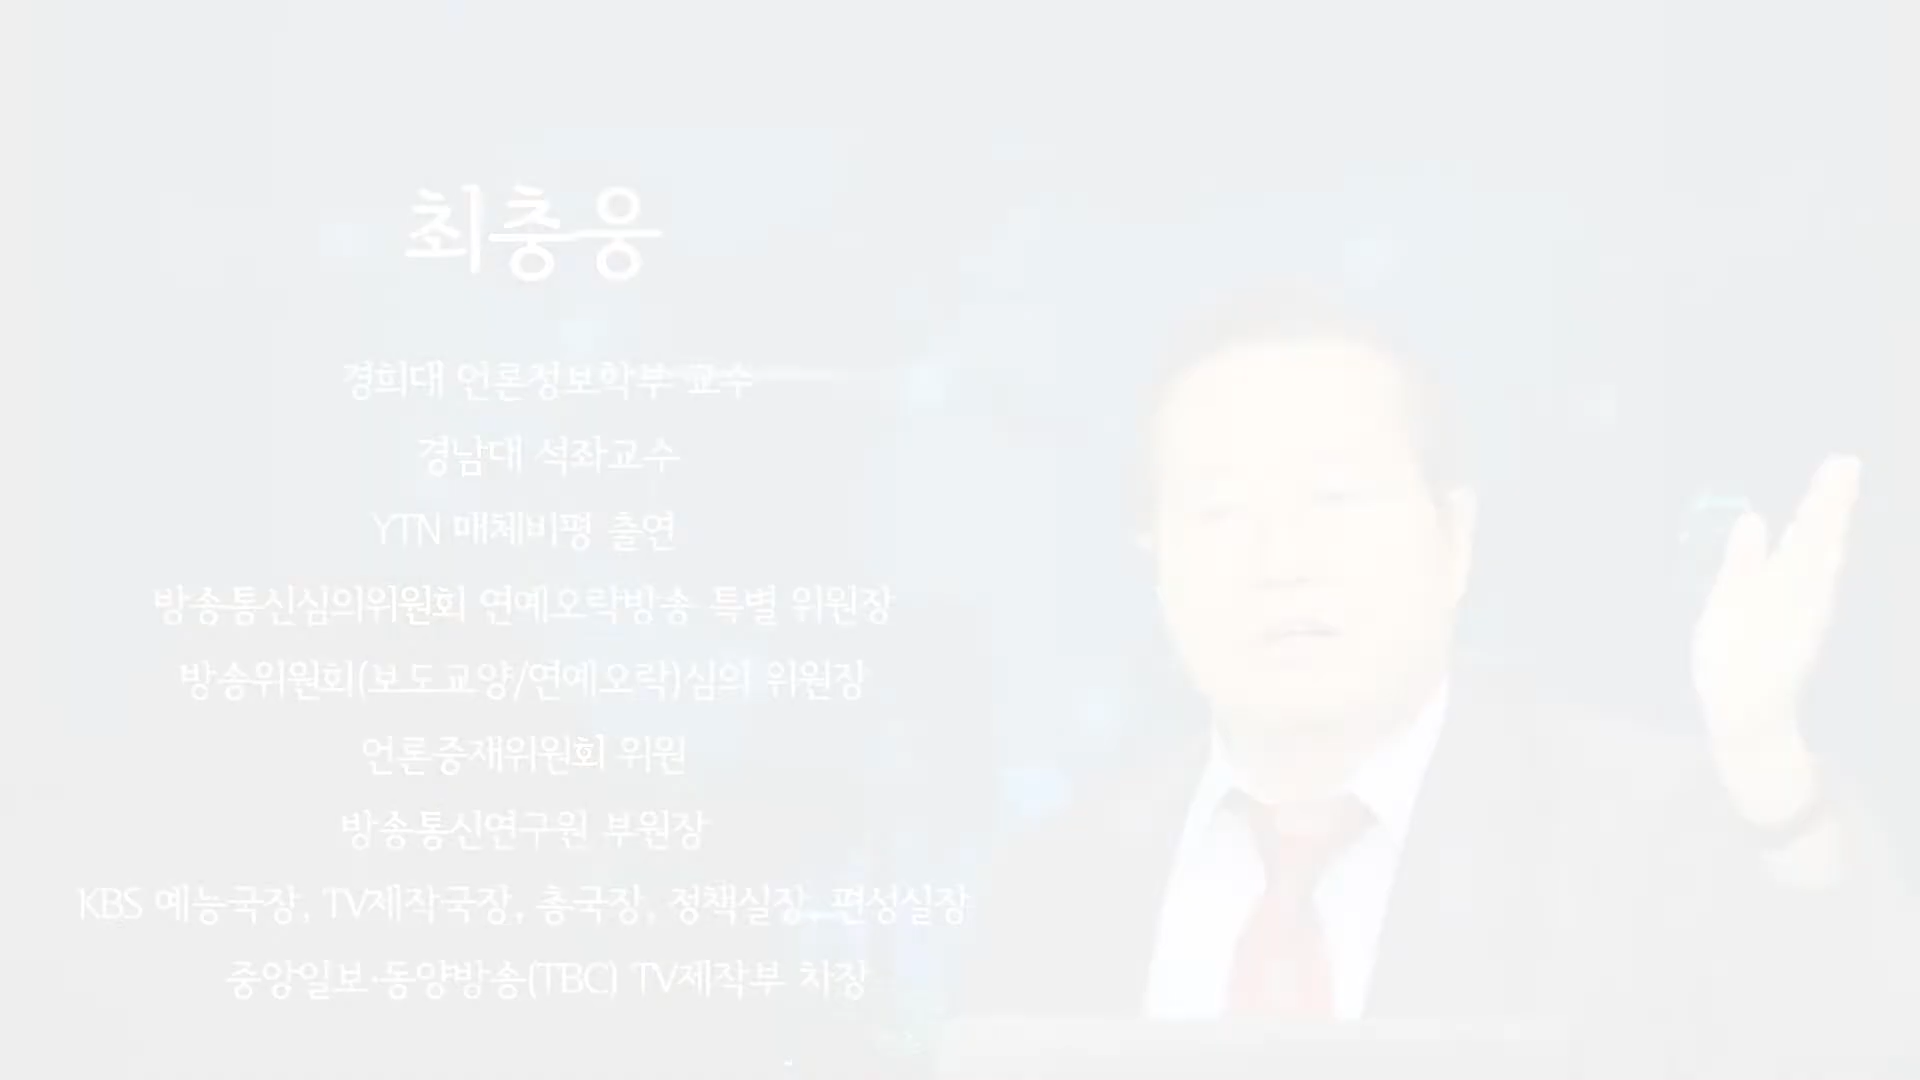 최충웅
경희대 언론정보학부 교수
경남대 석좌교수
YTN 매체비평 출연
방송통신심의위원회 연예오락방송 특별 위원장
방송위원회(보도교양/연예오락)심의 위원장
언론중재위원회 위원
방송통신연구원 부원장
KBS 예능국장, TV제작국장, 총국장, 정책실장, 편성실장
중앙일보·동양방송(TBC) TV제작부 차장